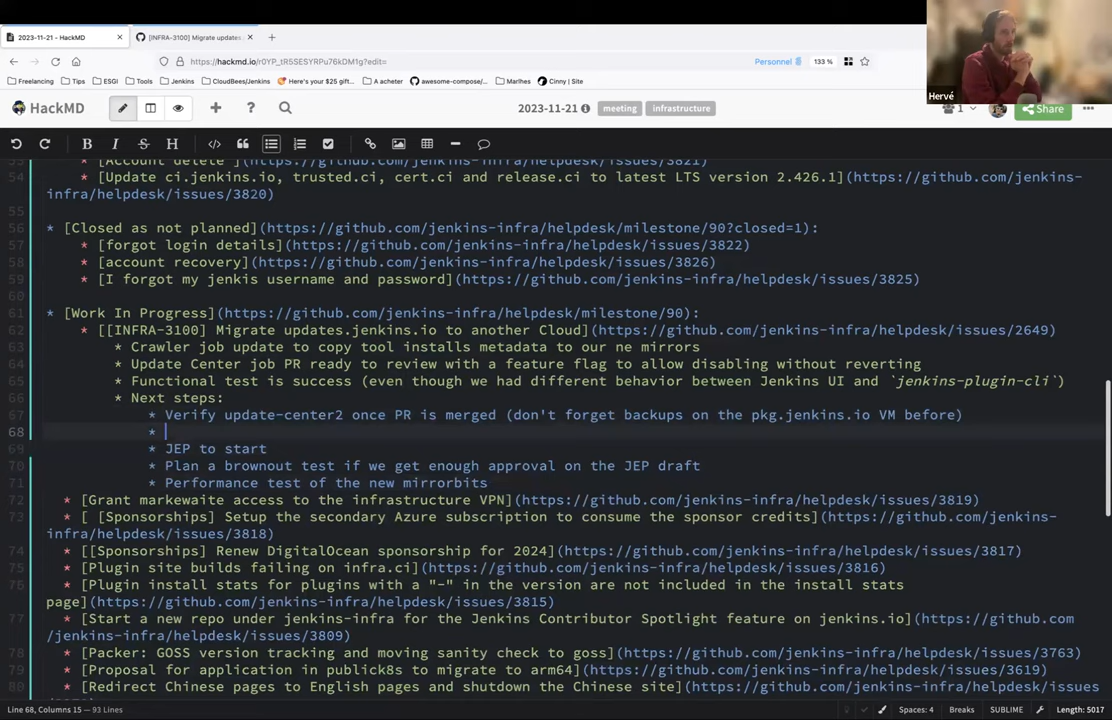 2023-11-21 - HackMD
[INFRA-3100] Migrate updates.
https://hackmd.io/r0YP_tR5SESYRPu76kDM1g?edit=
Personnel
133 %
Freelancing
Tips
ESGI
Tools
Jenkins
CloudBees/Jenkins
Here's your $25 gift...
A acheter
awesome-compose/...
Marlhes
Cinny | Site
Hervé
HackMD
2023-11-21
meeting
infrastructure
1
Share
53 * [Account delete ](https://github.com/jenkins-infra/helpdesk/issues/3821)
54 * [Update ci.jenkins.io, trusted.ci, cert.ci and release.ci to latest LTS version 2.426.1](https://github.com/jenkins-
infra/helpdesk/issues/3820)
55
56 * [Closed as not planned](https://github.com/jenkins-infra/helpdesk/milestone/90?closed=1):
57 * [forgot login details](https://github.com/jenkins-infra/helpdesk/issues/3822)
58 * [account recovery](https://github.com/jenkins-infra/helpdesk/issues/3826)
59 * [I forgot my jenkis username and password](https://github.com/jenkins-infra/helpdesk/issues/3825)
60
61 * [Work In Progress](https://github.com/jenkins-infra/helpdesk/milestone/90):
62 * [[INFRA-3100] Migrate updates.jenkins.io to another Cloud](https://github.com/jenkins-infra/helpdesk/issues/2649)
63 * Crawler job update to copy tool installs metadata to our ne mirrors
64 * Update Center job PR ready to review with a feature flag to allow disabling without reverting
65 * Functional test is success (even though we had different behavior between Jenkins UI and `jenkins-plugin-cli`)
66 * Next steps:
67 * Verify update-center2 once PR is merged (don't forget backups on the pkg.jenkins.io VM before)
68 *
69 * JEP to start
70 * Plan a brownout test if we get enough approval on the JEP draft
71 * Performance test of the new mirrorbits
72 * [Grant markewaite access to the infrastructure VPN](https://github.com/jenkins-infra/helpdesk/issues/3819)
73 * [ [Sponsorships] Setup the secondary Azure subscription to consume the sponsor credits](https://github.com/jenkins-
infra/helpdesk/issues/3818)
74 * [[Sponsorships] Renew DigitalOcean sponsorship for 2024](https://github.com/jenkins-infra/helpdesk/issues/3817)
75 * [Plugin site builds failing on infra.ci](https://github.com/jenkins-infra/helpdesk/issues/3816)
76 * [Plugin install stats for plugins with a "-" in the version are not included in the install stats
page](https://github.com/jenkins-infra/helpdesk/issues/3815)
77 * [Start a new repo under jenkins-infra for the Jenkins Contributor Spotlight feature on jenkins.io](https://github.com
/jenkins-infra/helpdesk/issues/3809)
78 * [Packer: GOSS version tracking and moving sanity check to goss](https://github.com/jenkins-infra/helpdesk/issues/3763)
79 * [Proposal for application in publick8s to migrate to arm64](https://github.com/jenkins-infra/helpdesk/issues/3619)
80 * [Redirect Chinese pages to English pages and shutdown the Chinese site](https://github.com/jenkins-infra/helpdesk/issues
Line 68, Columns 15 — 93 Lines
Spaces: 4
Breaks
SUBLIME
Length: 5017